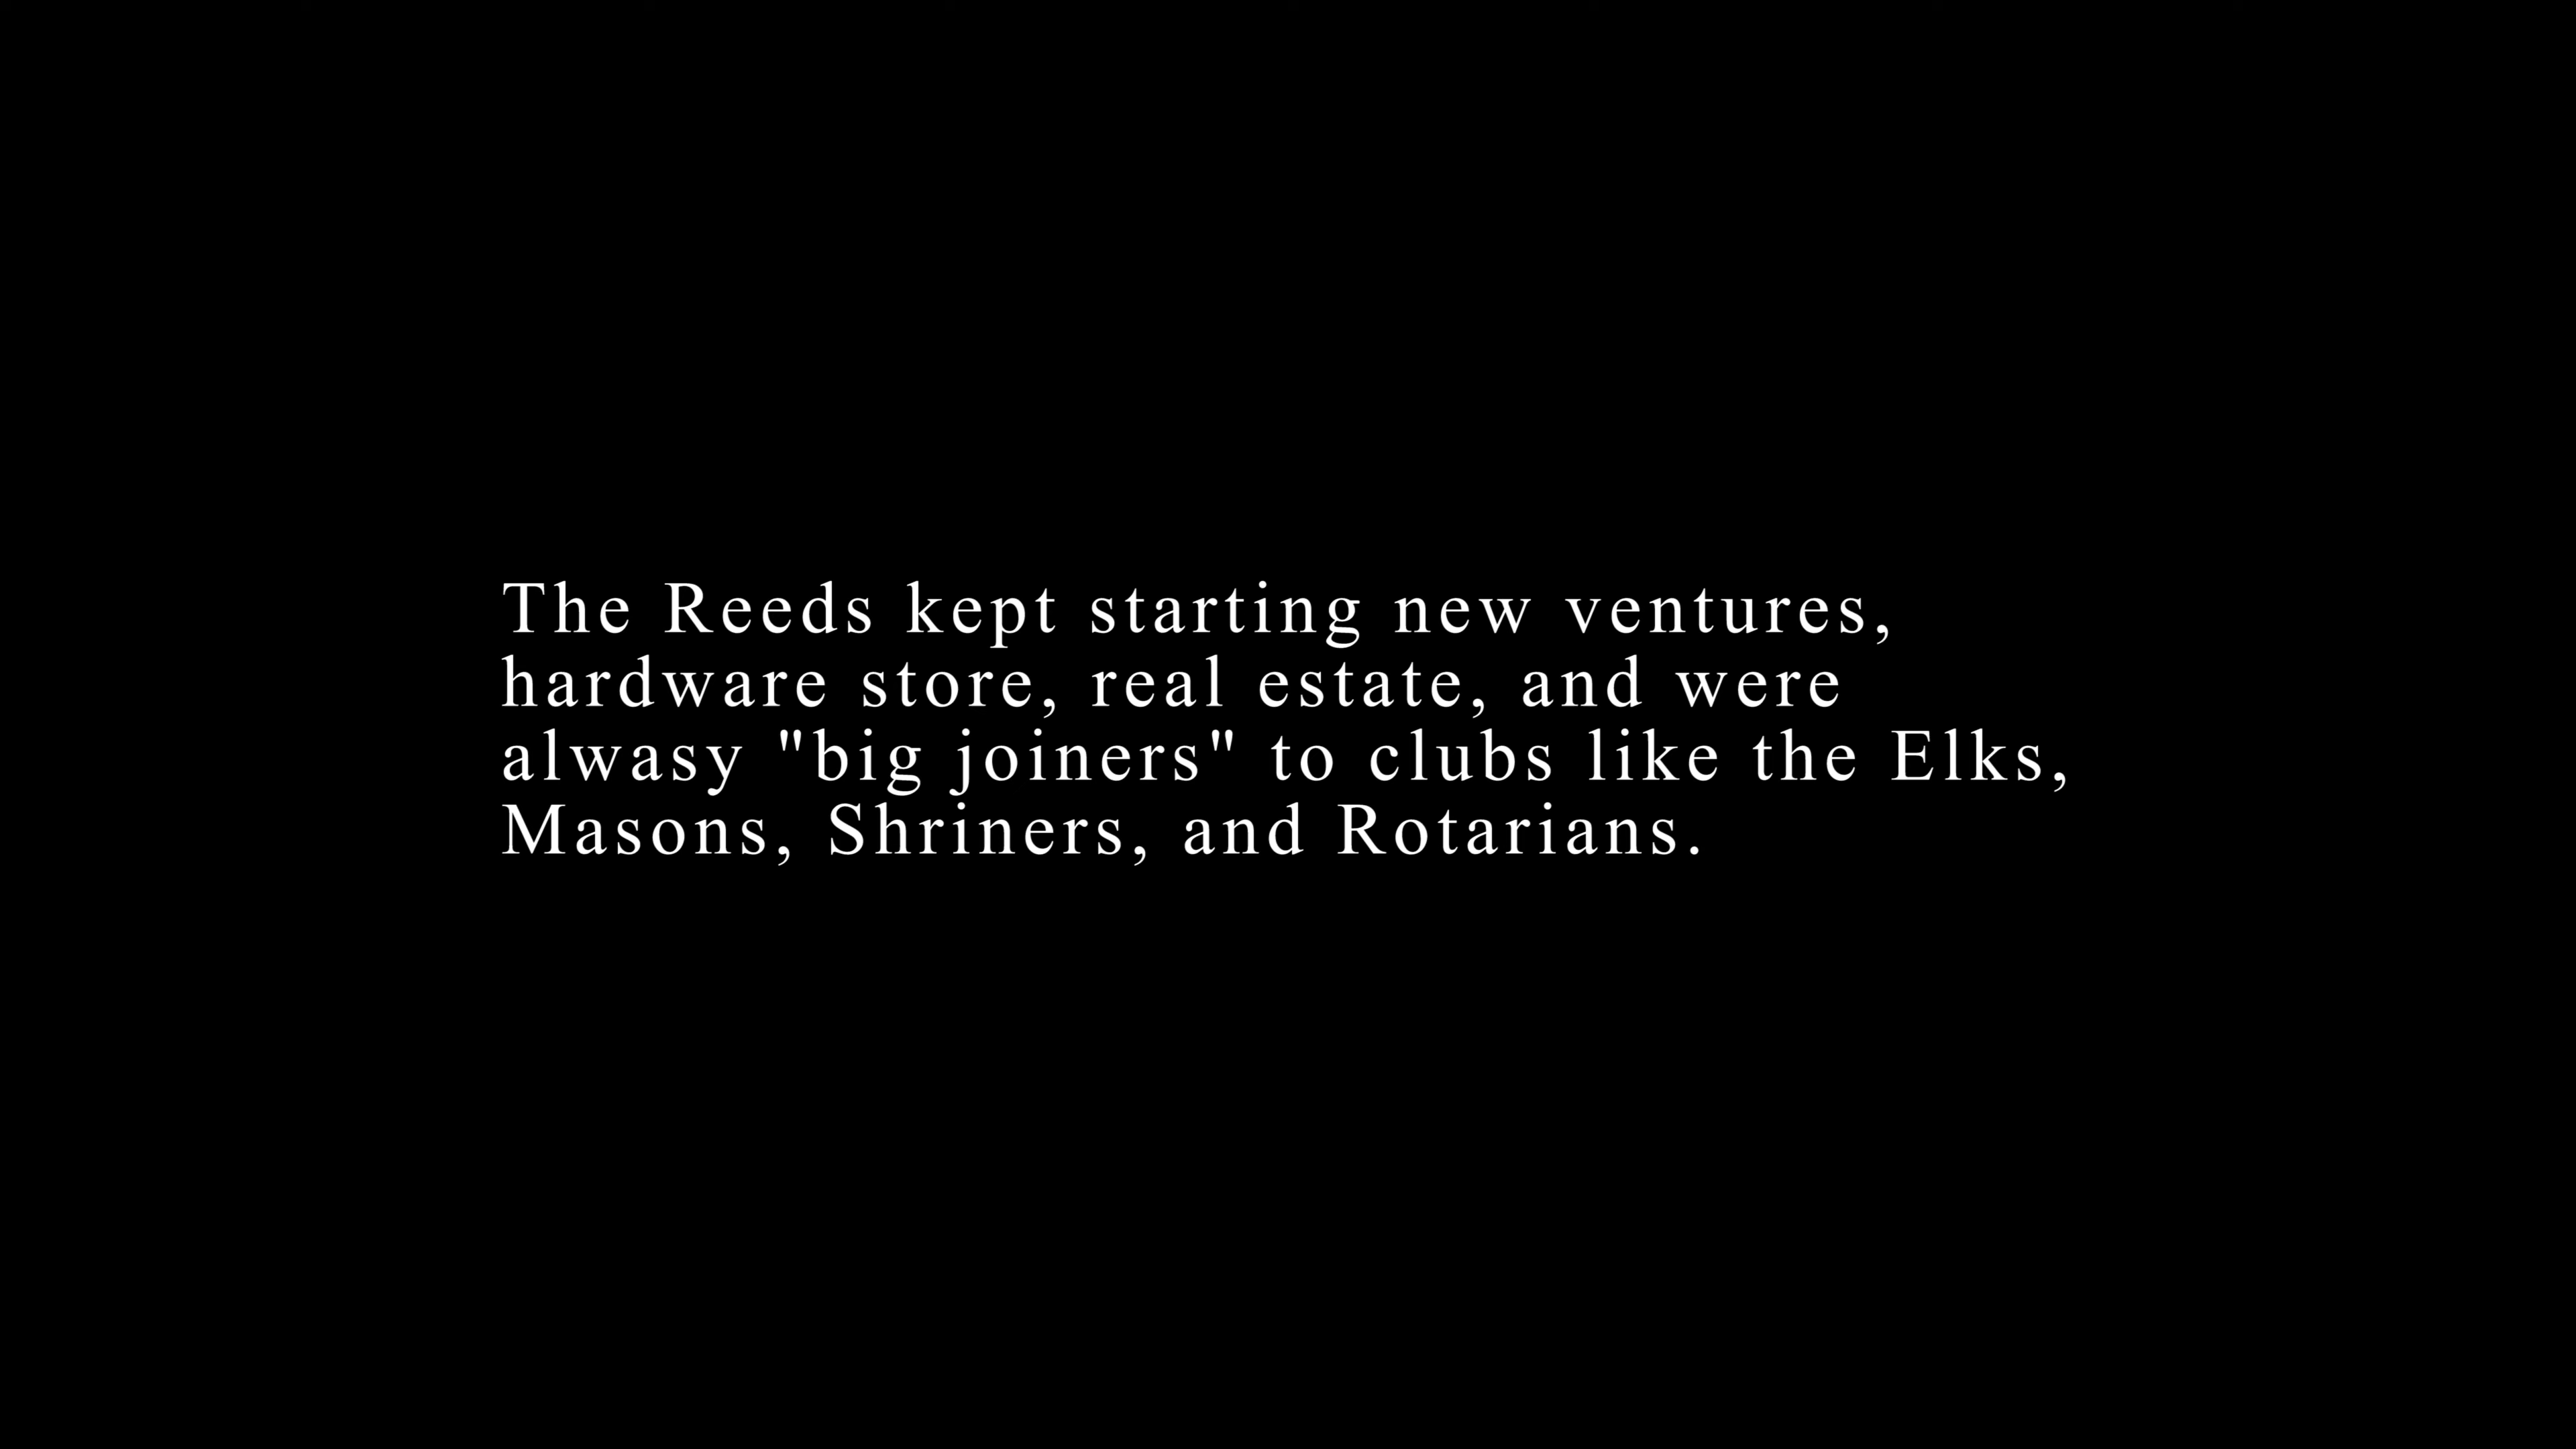 The Reeds kept starting new ventures,
hardware store, real estate, and were
alwasy "big joiners" to clubs like the Elks,
Masons, Shriners, and Rotarians.